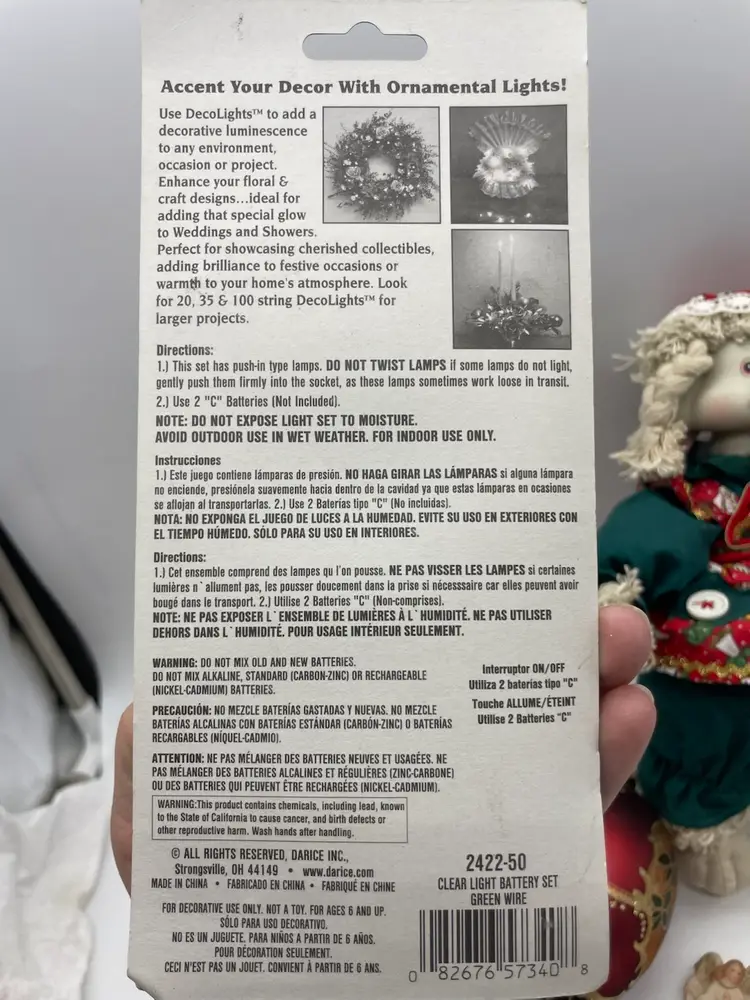 Accent Your Decor With Ornamental Lights!
Use DecoLights™ to add a
decorative luminescence
to any environment,
occasion or project.
Enhance your floral &
craft designs...ideal for
adding that special glow
to Weddings and Showers.
Perfect for showcasing cherished collectibles,
adding brilliance to festive occasions or
warmth to your home's atmosphere. Look
for 20, 35 & 100 string DecoLights™ for
larger projects.
Directions:
1.) This set has push-in type lamps. DO NOT TWIST LAMPS if some lamps do not light,
gently push them firmly into the socket, as these lamps sometimes work loose in transit.
2.) Use 2 "C" Batteries (Not Included).
NOTE: DO NOT EXPOSE LIGHT SET TO MOISTURE.
AVOID OUTDOOR USE IN WET WEATHER. FOR INDOOR USE ONLY.
Instrucciones
1.) Este juego contiene lámparas de presión. NO HAGA GIRAR LAS LÁMPARAS si alguna lámpara
no enciende, presiónela suavemente hacia dentro de la cavidad ya que estas lámparas en ocasiones
se aflojan al transportarlas. 2.) Use 2 Baterías tipo "C" (No incluidas).
NOTA: NO EXPONGA EL JUEGO DE LUCES A LA HUMEDAD. EVITE SU USO EN EXTERIORES CON
EL TIEMPO HÚMEDO. SÓLO PARA SU USO EN INTERIORES.
Directions:
1.) Cet ensemble comprend des lampes qu l'on pousse. NE PAS VISSER LES LAMPES si certaines
lumières n`allument pas, les pousser doucement dans la prise si nécesssaire car elles peuvent avoir
bougé dans le transport. 2.) Utilise 2 Batteries "C" (Non-comprises).
NOTE: NE PAS EXPOSER L`ENSEMBLE DE LUMIÈRES À L`HUMIDITÉ. NE PAS UTILISER
DEHORS DANS L`HUMIDITÉ. POUR USAGE INTÉRIEUR SEULEMENT.
WARNING: DO NOT MIX OLD AND NEW BATTERIES.
DO NOT MIX ALKALINE, STANDARD (CARBON-ZINC) OR RECHARGEABLE
(NICKEL-CADMIUM) BATTERIES.
PRECAUCIÓN: NO MEZCLE BATERÍAS GASTADAS Y NUEVAS. NO MEZCLE
BATERÍAS ALCALINAS CON BATERÍAS ESTÁNDAR (CARBÓN-ZINC) O BATERÍAS
RECARGABLES (NÍQUEL-CADMIO).
ATTENTION: NE PAS MÉLANGER DES BATTERIES NEUVES ET USAGÉES. NE
PAS MÉLANGER DES BATTERIES ALCALINES ET RÉGULIÈRES (ZINC-CARBONE)
OU DES BATTERIES QUI PEUVENT ÊTRE RECHARGÉES (NICKEL-CADMIUM).
Interruptor ON/OFF
Utiliza 2 baterías tipo "C"
Touche ALLUME/ÉTEINT
Utilise 2 Batteries "C"
WARNING:This product contains chemicals, including lead, known
to the State of California to cause cancer, and birth defects or
other reproductive harm. Wash hands after handling.
© ALL RIGHTS RESERVED, DARICE INC.,
Strongsville, OH 44149 • www.darice.com
MADE IN CHINA • FABRICADO EN CHINA • FABRIQUÉ EN CHINE
FOR DECORATIVE USE ONLY. NOT A TOY. FOR AGES 6 AND UP.
SÓLO PARA USO DECORATIVO.
NO ES UN JUGUETE. PARA NIÑOS A PARTIR DE 6 AÑOS.
POUR DÉCORATION SEULEMENT.
CECI N'EST PAS UN JOUET. CONVIENT À PARTIR DE 6 ANS.
2422-50
CLEAR LIGHT BATTERY SET
GREEN WIRE
0 82676 57340 8